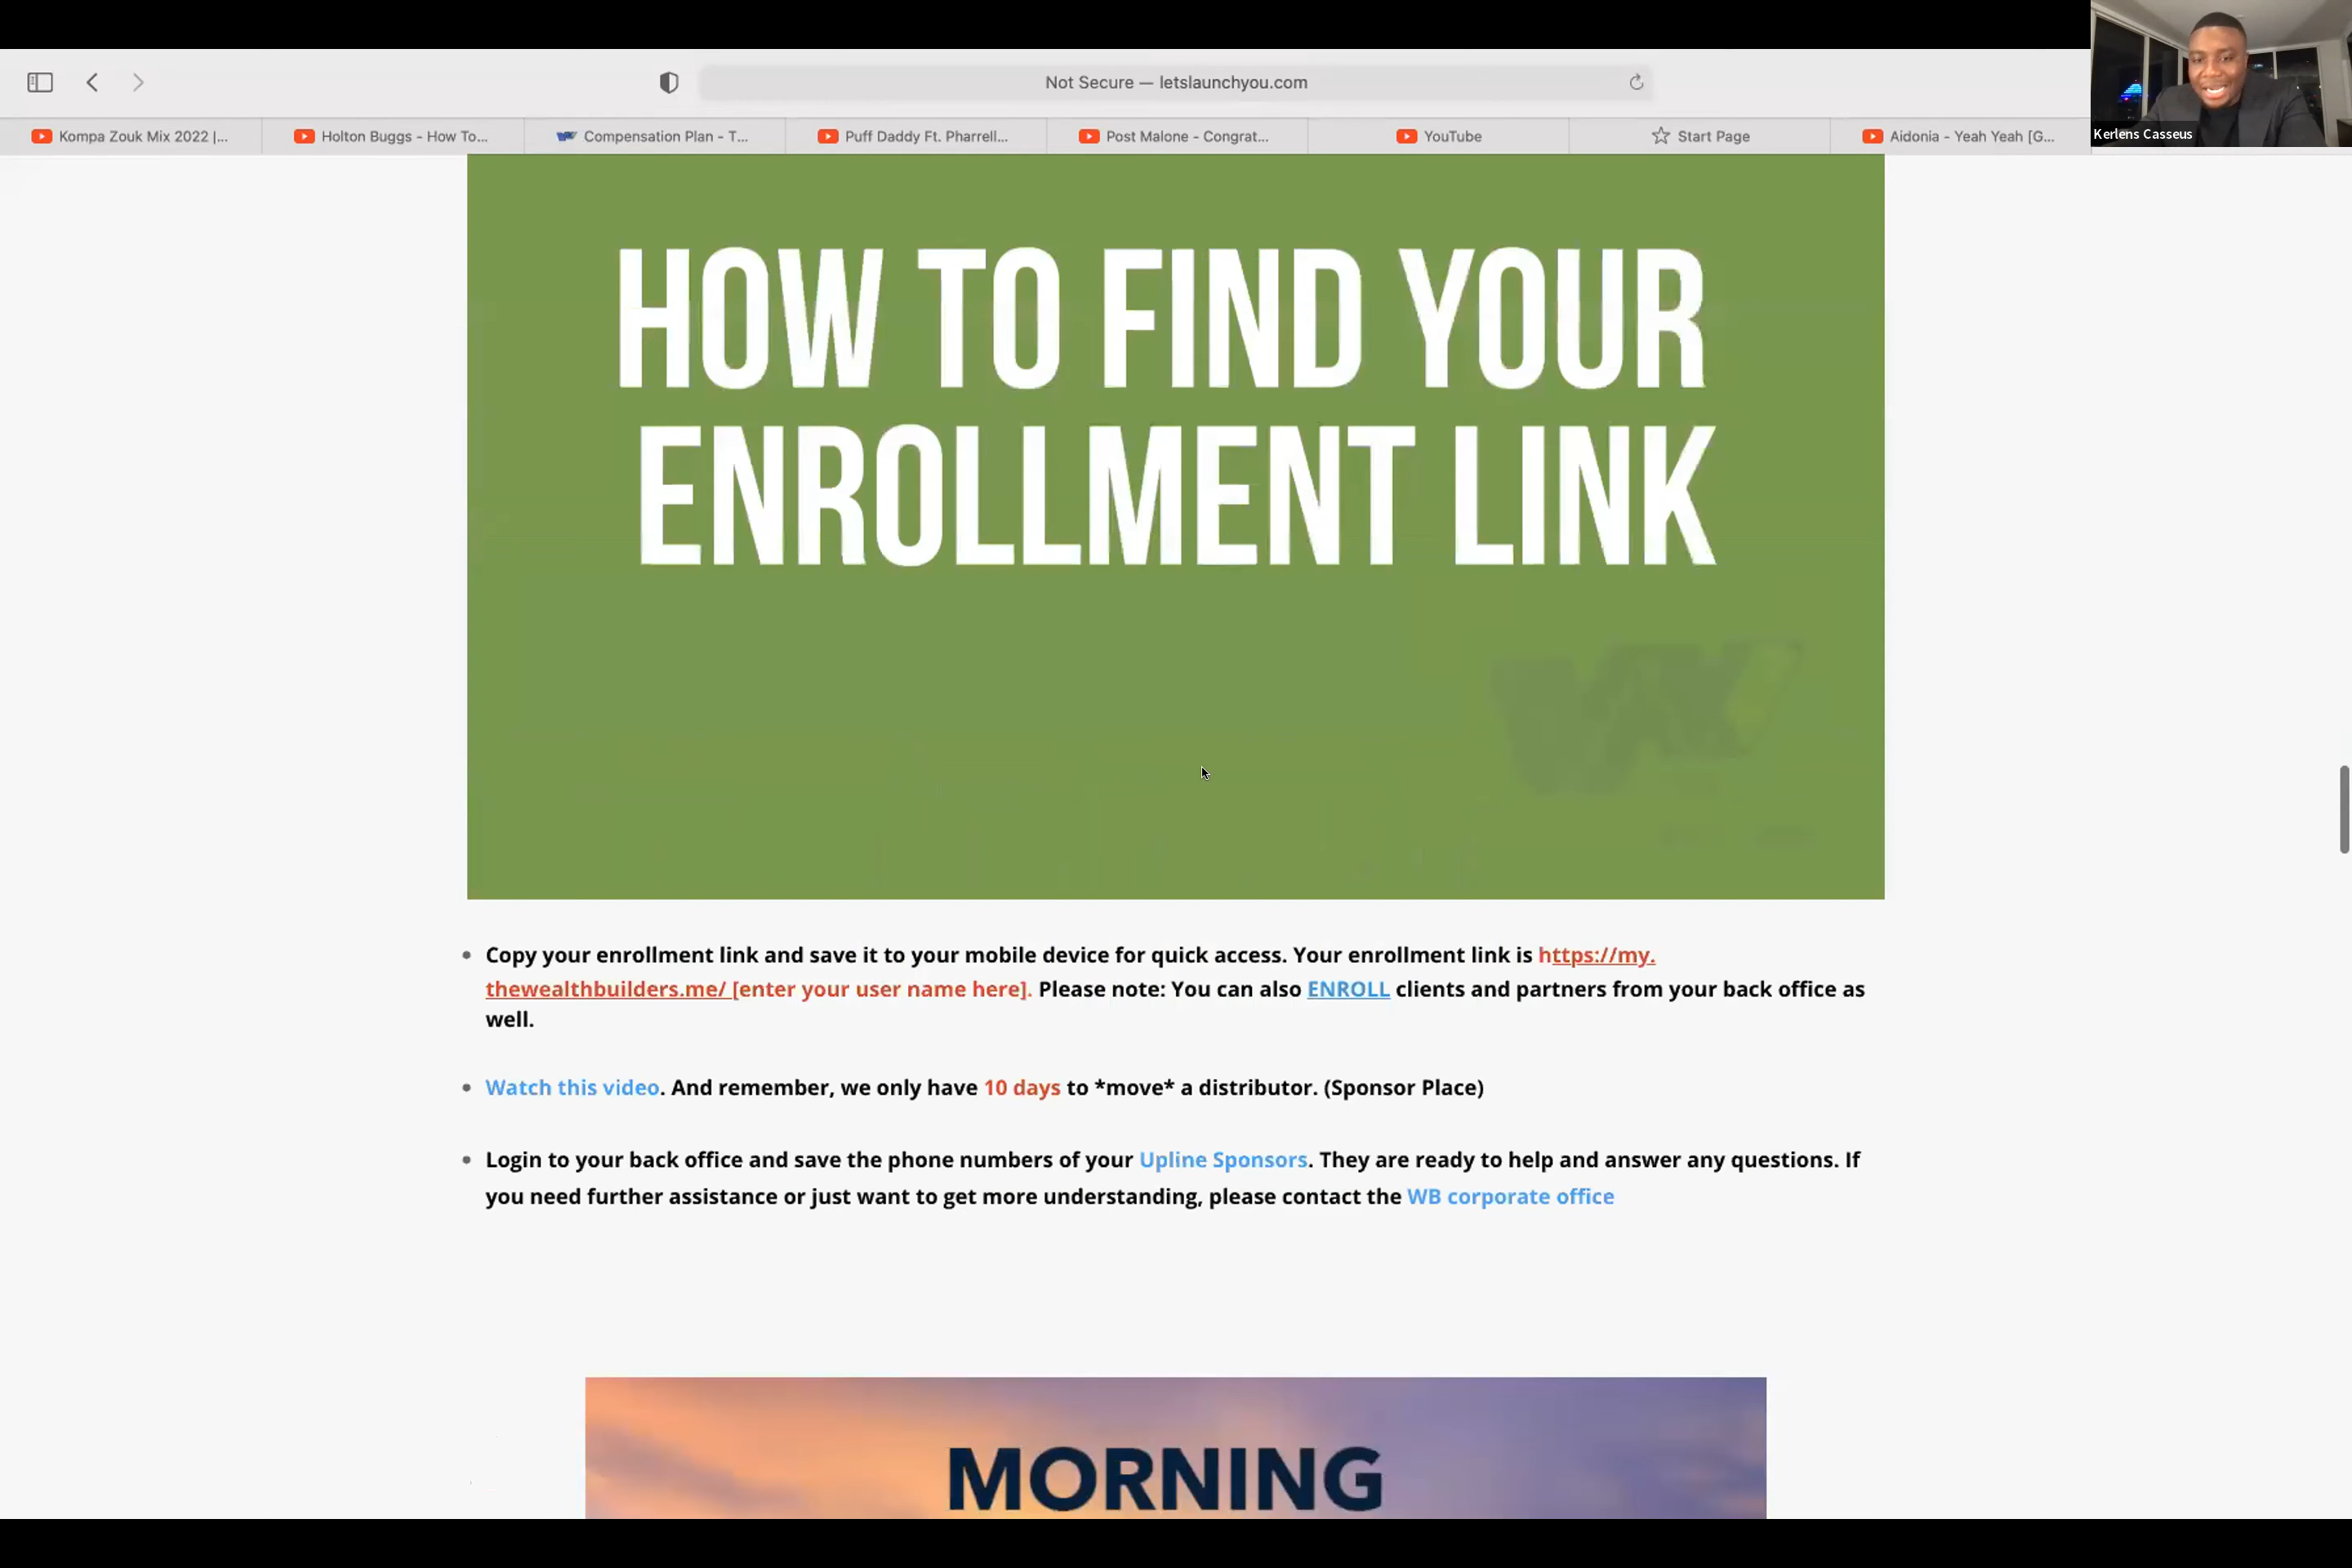 Not Secure — letslaunchyou.com
Kerlens Casseus
Kompa Zouk Mix 2022 |...
Holton Buggs - How To...
Compensation Plan - T...
Puff Daddy Ft. Pharrell...
Post Malone - Congrat...
YouTube
Start Page
Aidonia - Yeah Yeah [G...
HOW TO FIND YOUR
ENROLLMENT LINK
• Copy your enrollment link and save it to your mobile device for quick access. Your enrollment link is https://my.
thewealthbuilders.me/ [enter your user name here]. Please note: You can also ENROLL clients and partners from your back office as
well.
• Watch this video. And remember, we only have 10 days to *move* a distributor. (Sponsor Place)
• Login to your back office and save the phone numbers of your Upline Sponsors. They are ready to help and answer any questions. If
you need further assistance or just want to get more understanding, please contact the WB corporate office
MORNING